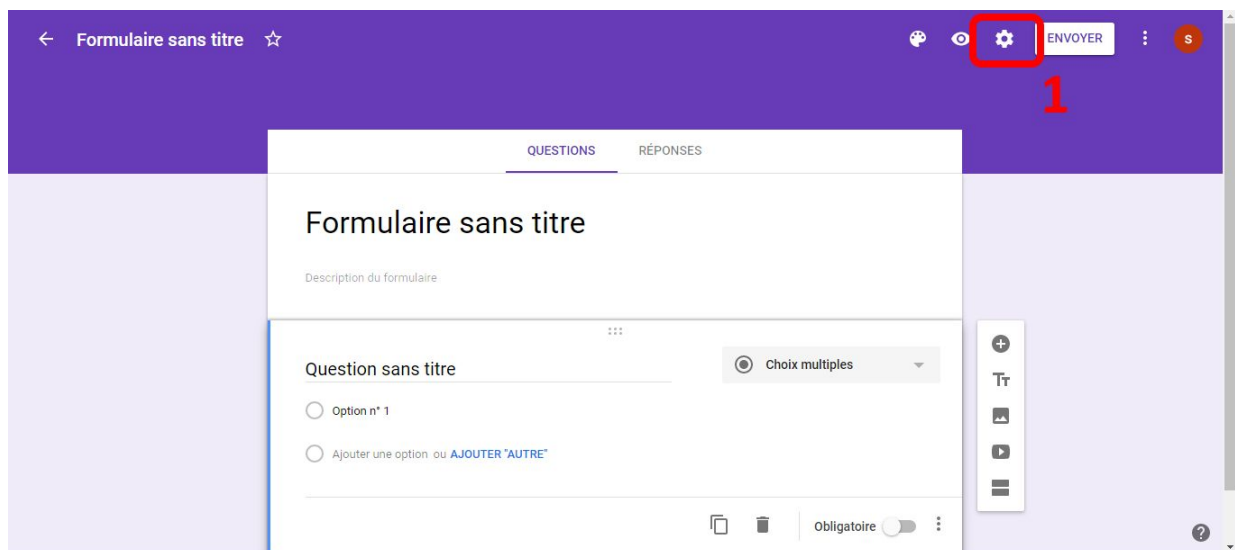 Formulaire sans titre
ENVOYER
s
1
QUESTIONS RÉPONSES
Formulaire sans titre
Description du formulaire
Question sans titre
Choix multiples
Tт
Option n° 1
Ajouter une option ou AJOUTER "AUTRE"
Obligatoire
?